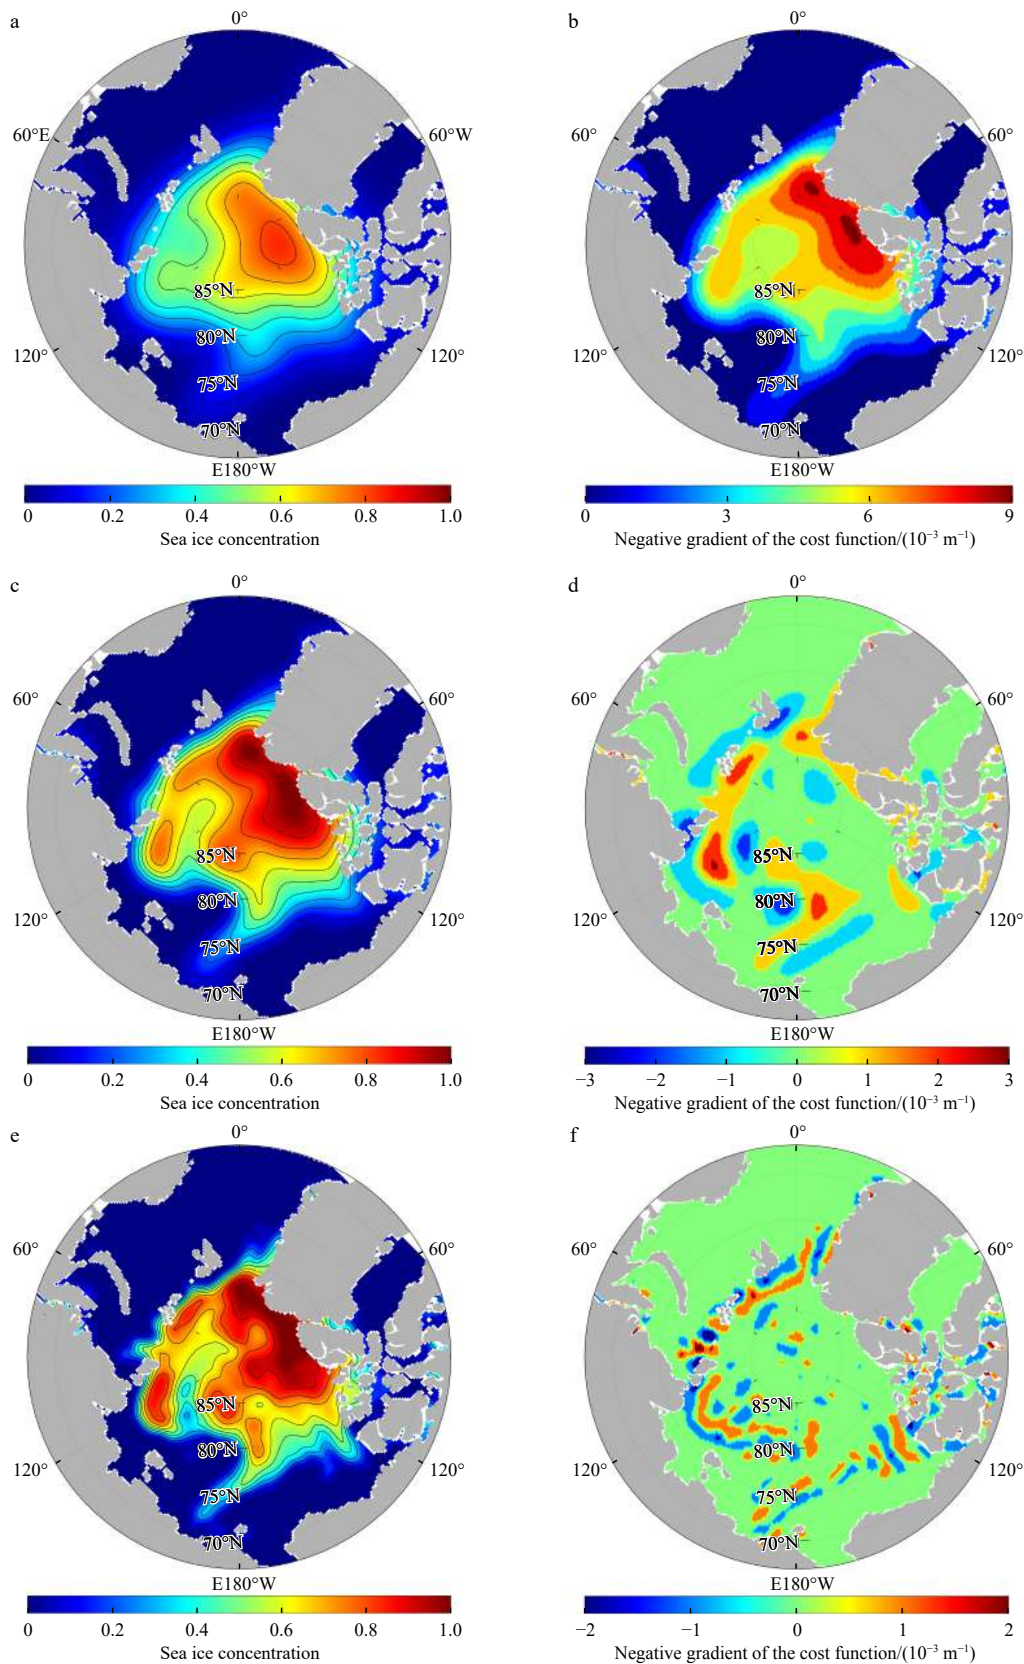 a
0°
60°E
60°W
85°N
80°N
120°
120°
75°N
70°N
E180°W
0 0.2 0.4 0.6 0.8 1.0
Sea ice concentration
b
0°
60°
60°
85°N
80°N
120°
120°
75°N
70°N
E180°W
0 3 6 9
Negative gradient of the cost function/(10⁻³ m⁻¹)
c
0°
60°
60°
85°N
80°N
120°
120°
75°N
70°N
E180°W
0 0.2 0.4 0.6 0.8 1.0
Sea ice concentration
d
0°
60°
60°
85°N
80°N
120°
120°
75°N
70°N
E180°W
−3 −2 −1 0 1 2 3
Negative gradient of the cost function/(10⁻³ m⁻¹)
e
0°
60°
60°
85°N
80°N
120°
120°
75°N
70°N
E180°W
0 0.2 0.4 0.6 0.8 1.0
Sea ice concentration
f
0°
60°
60°
85°N
80°N
120°
120°
75°N
70°N
E180°W
−2 −1 0 1 2
Negative gradient of the cost function/(10⁻³ m⁻¹)